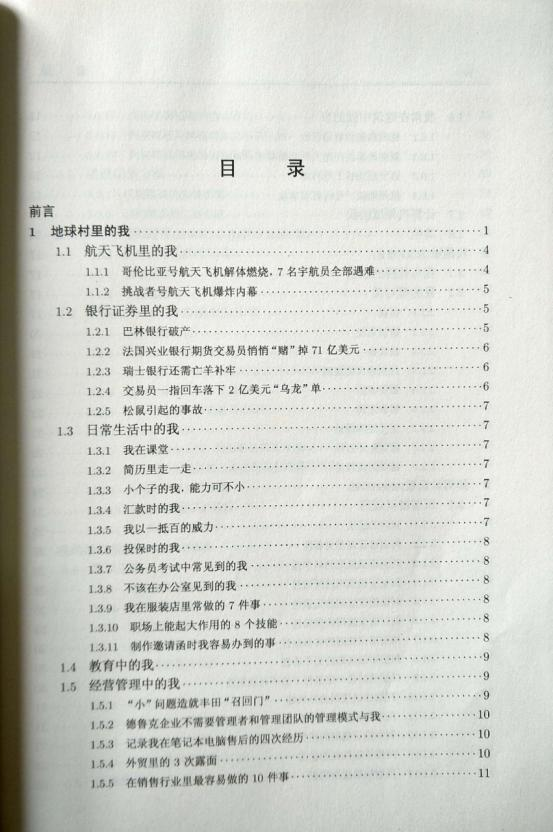 目 录
前言
1 地球村里的我 1
1.1 航天飞机里的我 4
1.1.1 哥伦比亚号航天飞机解体燃烧，7 名宇航员全部遇难 4
1.1.2 挑战者号航天飞机爆炸内幕 5
1.2 银行证券里的我 5
1.2.1 巴林银行破产 5
1.2.2 法国兴业银行期货交易员悄悄“赌”掉 71 亿美元 6
1.2.3 瑞士银行还需亡羊补牢 6
1.2.4 交易员一指回车落下 2 亿美元“乌龙”单 6
1.2.5 松鼠引起的事故 7
1.3 日常生活中的我 7
1.3.1 我在课堂 7
1.3.2 简历里走一走 7
1.3.3 小个子的我，能力可不小 7
1.3.4 汇款时的我 7
1.3.5 我以一抵百的威力 7
1.3.6 投保时的我 8
1.3.7 公务员考试中常见到的我 8
1.3.8 不该在办公室见到的我 8
1.3.9 我在服装店里常做的 7 件事 8
1.3.10 职场上能起大作用的 8 个技能 8
1.3.11 制作邀请函时我容易办到的事 8
1.4 教育中的我 9
1.5 经营管理中的我 9
1.5.1 “小”问题造就丰田“召回门” 9
1.5.2 德鲁克企业不需要管理者和管理团队的管理模式与我 10
1.5.3 记录我在笔记本电脑售后的四次经历 10
1.5.4 外贸里的 3 次露面 10
1.5.5 在销售行业里最容易做的 10 件事 11